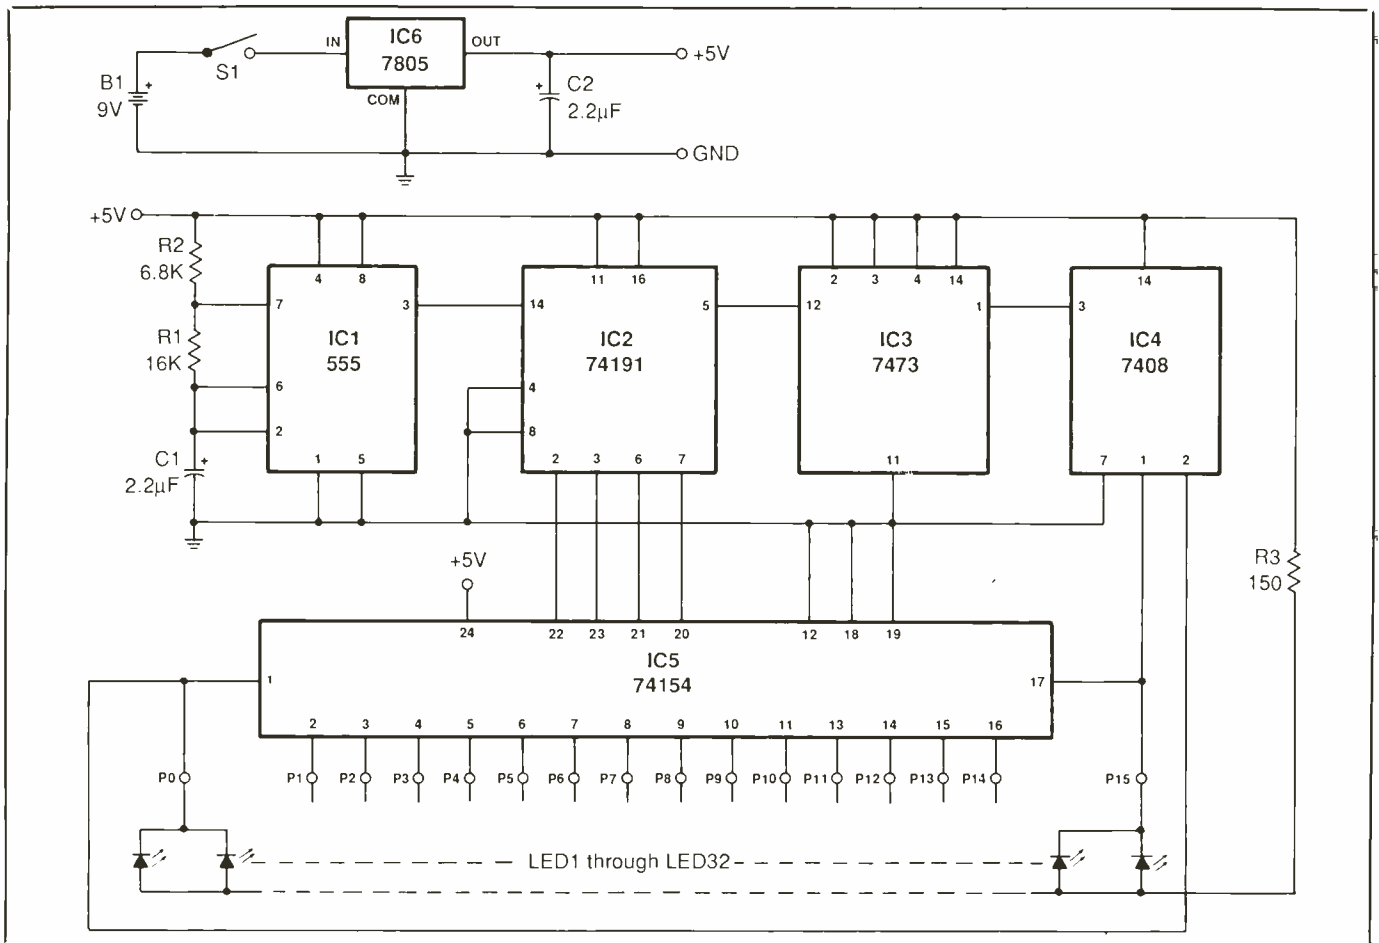 IN IC6 OUT
7805
S1
COM
+5V
B1 +
9V
+ C2
2.2µF
GND
+5V
R2
6.8K
R1
16K
C1 +
2.2µF
4 8
7 3
IC1
555
6
2
1 5
11 16
14 5
IC2
74191
4
8
2 3 6 7
2 3 4 14
12 1
IC3
7473
11
14
3
IC4
7408
7 1 2
R3
150
+5V
24 22 23 21 20 12 18 19
IC5
1 74154 17
2 3 4 5 6 7 8 9 10 11 13 14 15 16
P0 P1 P2 P3 P4 P5 P6 P7 P8 P9 P10 P11 P12 P13 P14 P15
LED1 through LED32